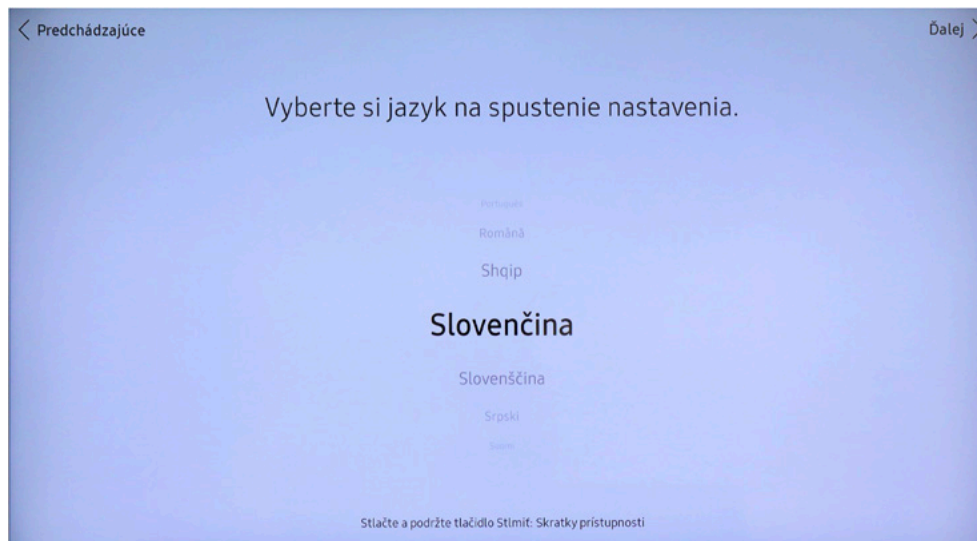 Predchádzajúce
Ďalej
Vyberte si jazyk na spustenie nastavenia.
Português
Română
Shqip
Slovenčina
Slovenščina
Srpski
Stlačte a podržte tlačidlo Stlmiť: Skratky prístupnosti